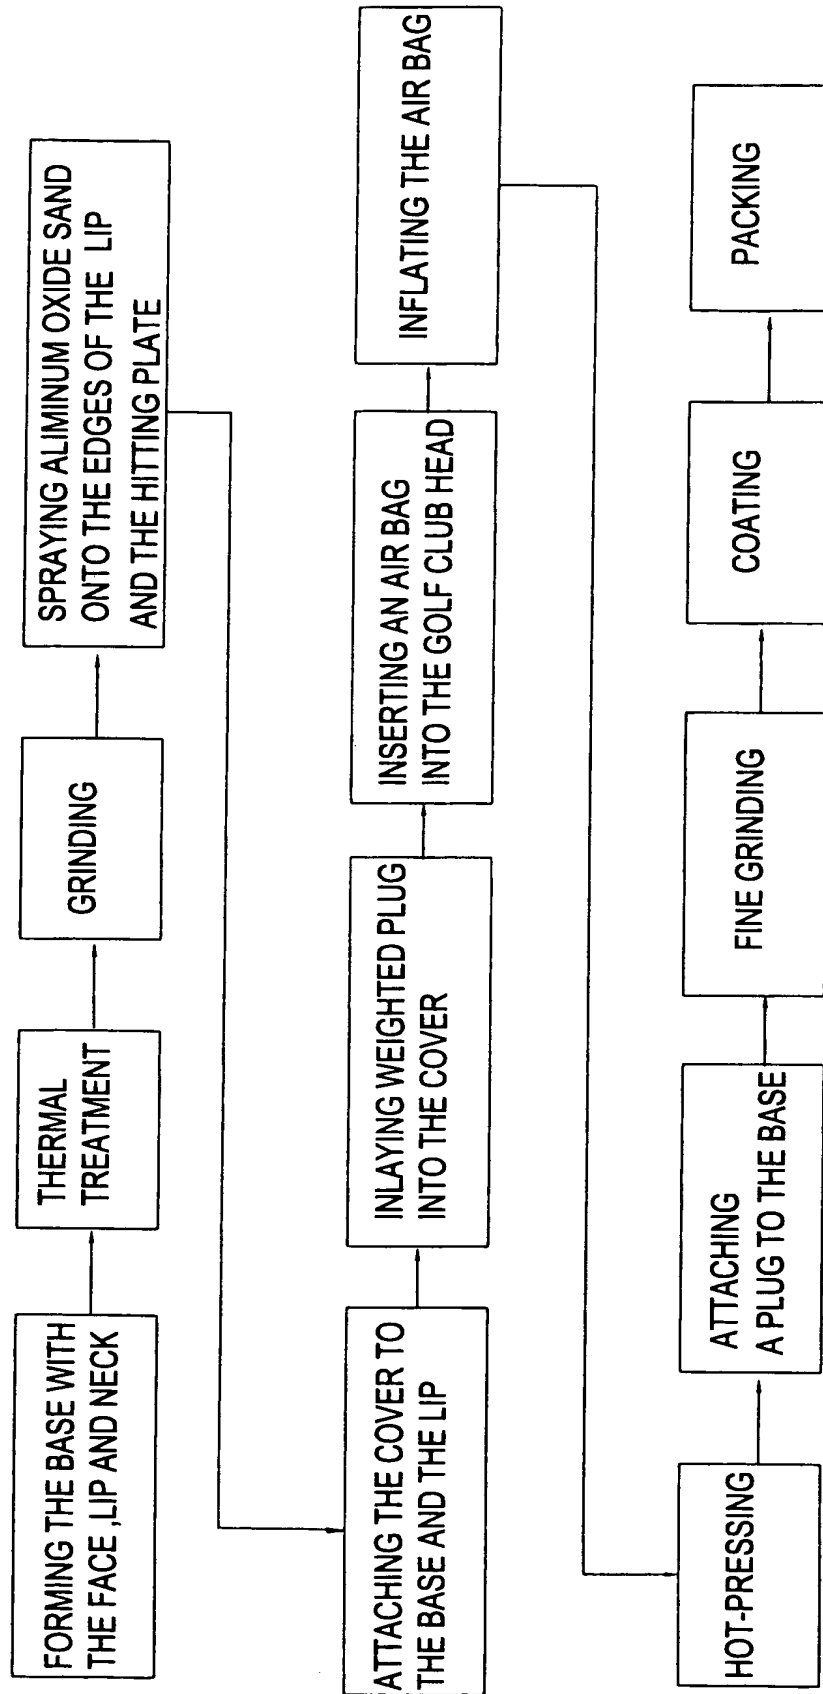 FORMING THE BASE WITH
THE FACE ,LIP AND NECK
THERMAL
TREATMENT
GRINDING
SPRAYING ALIMINUM OXIDE SAND
ONTO THE EDGES OF THE LIP
AND THE HITTING PLATE
ATTACHING THE COVER TO
THE BASE AND THE LIP
INLAYING WEIGHTED PLUG
INTO THE COVER
INSERTING AN AIR BAG
INTO THE GOLF CLUB HEAD
INFLATING THE AIR BAG
HOT-PRESSING
ATTACHING
A PLUG TO THE BASE
FINE GRINDING
COATING
PACKING